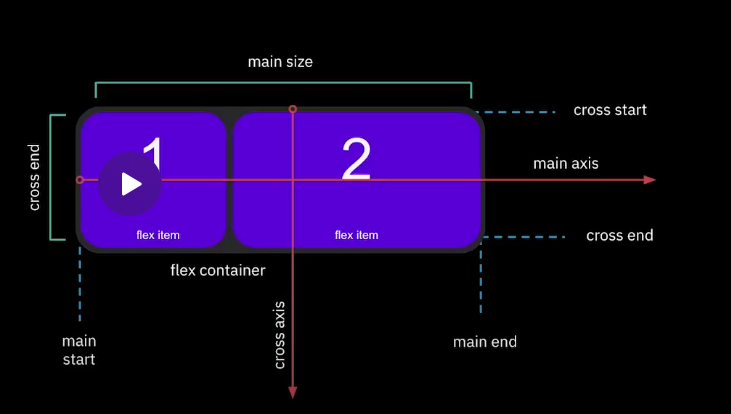 main size
cross start
1
2
main axis
cross end
flex item
flex item
cross end
flex container
cross axis
main
start
main end